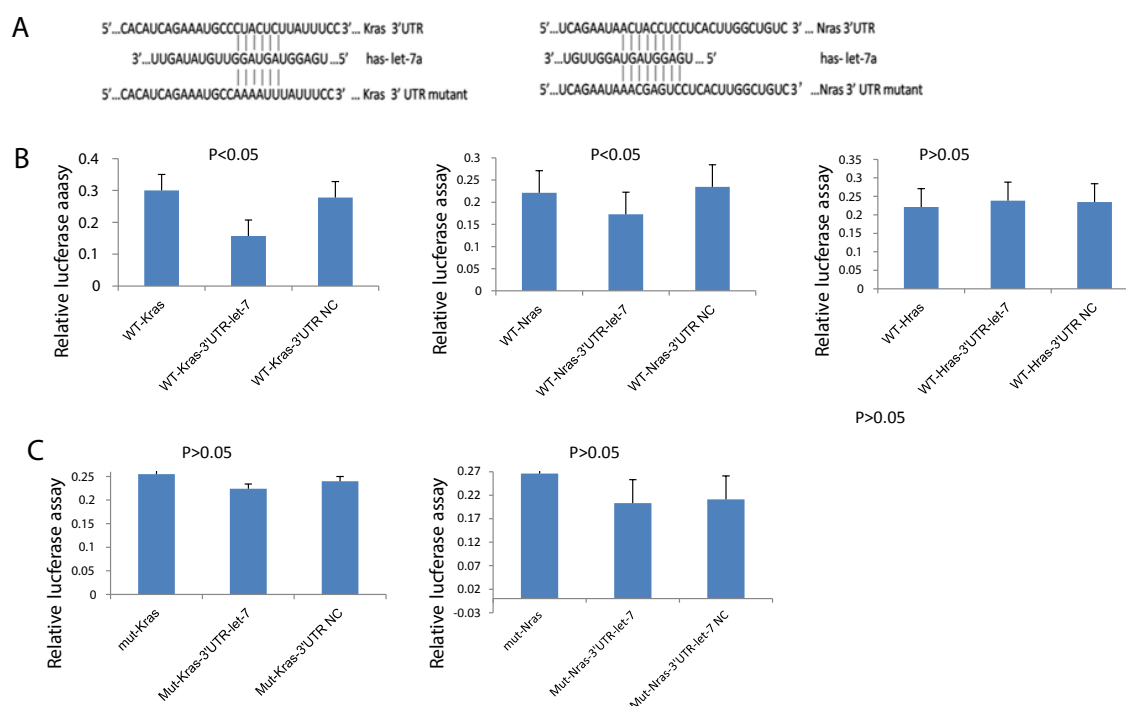 A
5'...CACAUCAGAAAUGCCCUACUCUUAUUUCC3'... Kras 3'UTR
3'...UUGAUAUGUUGGAUGAUGGAGU...5' has- let-7a
5'...CACAUCAGAAAUGCCAAAAUUUAUUUCC3' ... Kras 3' UTR mutant
5'...UCAGAAUAACUACCUCCUCACUUGGCUGUC 3' ... Nras 3'UTR
3'...UGUUGGAUGAUGGAGU ... 5' has- let-7a
5'...UCAGAAUAAACGAGUCCUCACUUGGCUGUC3' ...Nras 3' UTR mutant
B
P<0.05
Relative lucferase aaasy
0.4
0.3
0.2
0.1
0
WT-Kras
WT-Kras-3'UTR-let-7
WT-Kras-3'UTR NC
P<0.05
Relative lucferase assay
0.3
0.25
0.2
0.15
0.1
0.05
0
WT-Nras
WT-Nras-3'UTR-let-7
WT-Nras-3'UTR NC
P>0.05
Relative lucferase assay
0.35
0.3
0.25
0.2
0.15
0.1
0.05
0
WT-Hras
WT-Hras-3'UTR-let-7
WT-Hras-3'UTR NC
P>0.05
C
P>0.05
Relative lucferase assay
0.25
0.2
0.15
0.1
0.05
0
mut-Kras
Mut-Kras-3'UTR-let-7
Mut-Kras-3'UTR NC
P>0.05
Relative lucferase assay
0.27
0.22
0.17
0.12
0.07
0.02
-0.03
mut-Nras
Mut-Nras-3'UTR-let-7
Mut-Nras-3'UTR-let-7 NC